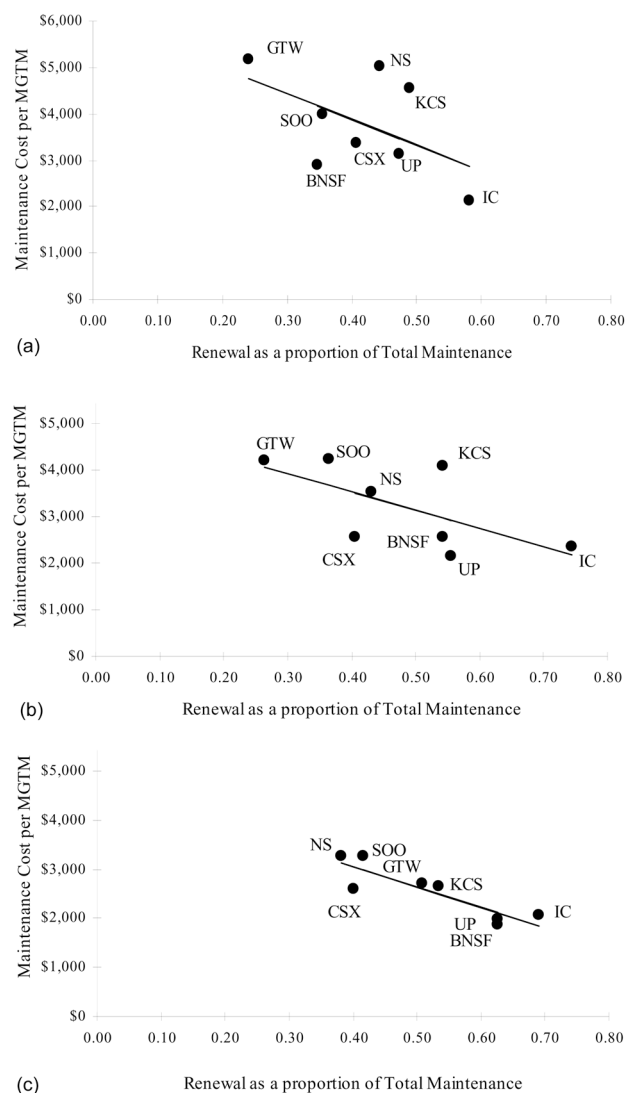 $6,000
GTW
NS
$5,000
KCS
$4,000
SOO
CSX
UP
$3,000
BNSF
$2,000
IC
$1,000
$0
0.00 0.10 0.20 0.30 0.40 0.50 0.60 0.70 0.80
Maintenance Cost per MGTM
(a)
Renewal as a proportion of Total Maintenance
$5,000
GTW
SOO
KCS
$4,000
NS
$3,000
CSX
BNSF
$2,000
UP
IC
$1,000
$0
0.00 0.10 0.20 0.30 0.40 0.50 0.60 0.70 0.80
Maintenance Cost per MGTM
(b)
Renewal as a proportion of Total Maintenance
$5,000
$4,000
NS
SOO
GTW
$3,000
KCS
CSX
IC
$2,000
UP
BNSF
$1,000
$0
0.00 0.10 0.20 0.30 0.40 0.50 0.60 0.70 0.80
Maintenance Cost per MGTM
(c)
Renewal as a proportion of Total Maintenance